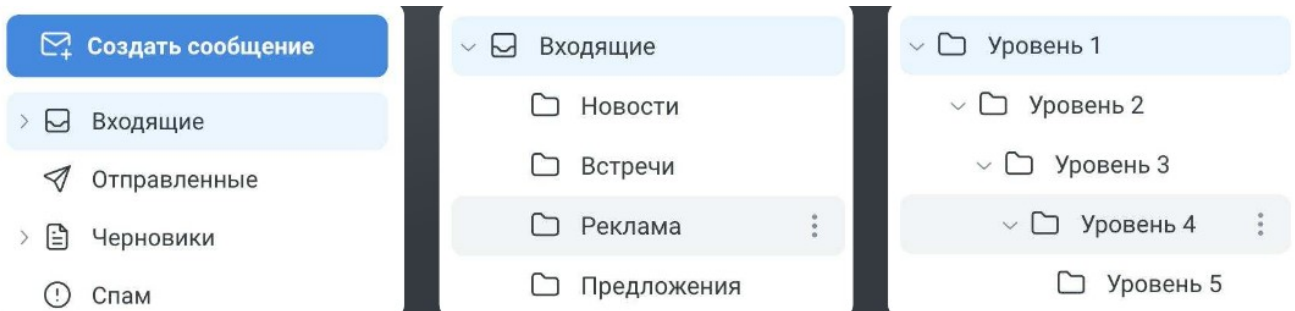 Создать сообщение
Входящие
Отправленные
Черновики
Спам
Входящие
Новости
Встречи
Реклама
Предложения
Уровень 1
Уровень 2
Уровень 3
Уровень 4
Уровень 5